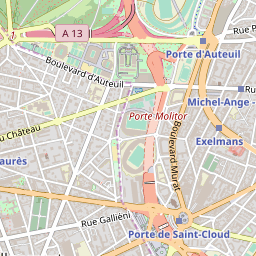 A 13
Rue P
Porte d'Auteuil
Boulevard d'Auteuil
Ru
Michel-Ange -
Porte Molitor
u Château
Exelmans
Boulevard Murat
aurès
Rue Galliéni
Porte de Saint-Cloud